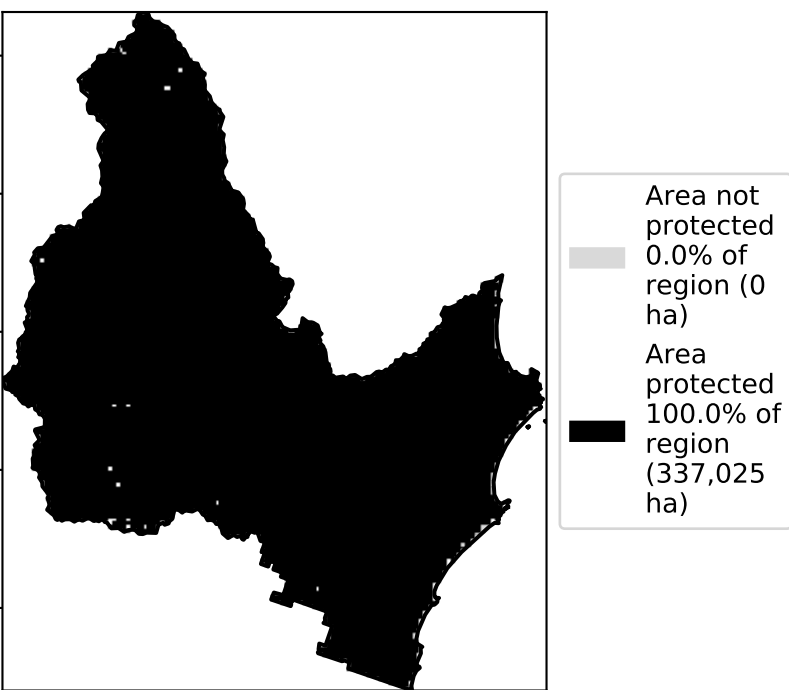 Area not
protected
0.0% of
region (0
ha)
Area
protected
100.0% of
region
(337,025
ha)